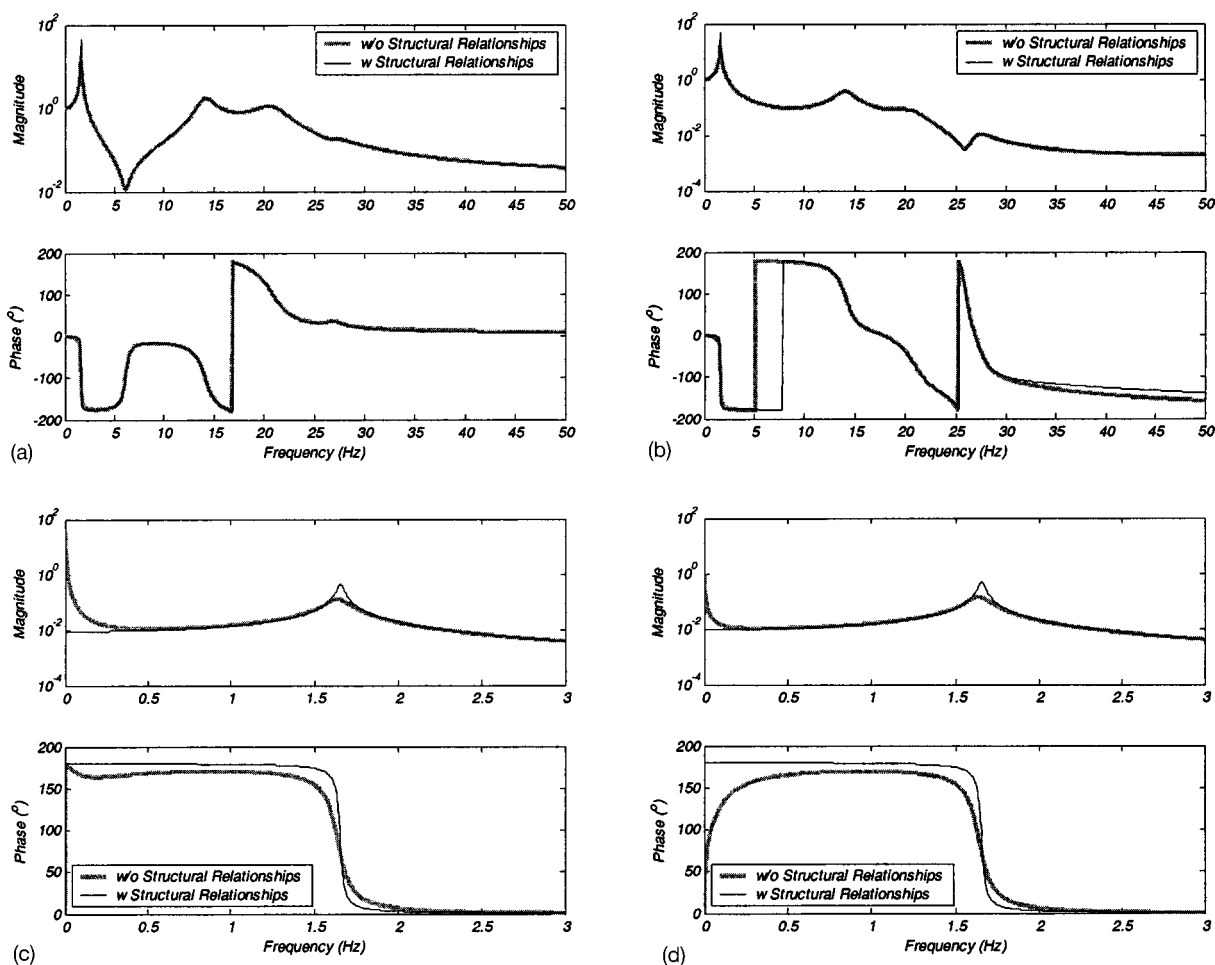 10^2
10^0
10^-2
Magnitude
w/o Structural Relationships
w Structural Relationships
0 5 10 15 20 25 30 35 40 45 50
200
100
0
-100
-200
Phase (°)
0 5 10 15 20 25 30 35 40 45 50
Frequency (Hz)
(a)
10^2
10^0
10^-2
10^-4
Magnitude
w/o Structural Relationships
w Structural Relationships
0 5 10 15 20 25 30 35 40 45 50
200
100
0
-100
-200
Phase (°)
0 5 10 15 20 25 30 35 40 45 50
Frequency (Hz)
(b)
10^2
10^0
10^-2
10^-4
Magnitude
0 0.5 1 1.5 2 2.5 3
200
150
100
50
0
Phase (°)
w/o Structural Relationships
w Structural Relationships
0 0.5 1 1.5 2 2.5 3
Frequency (Hz)
(c)
10^2
10^0
10^-2
10^-4
Magnitude
0 0.5 1 1.5 2 2.5 3
200
150
100
50
0
Phase (°)
w/o Structural Relationships
w Structural Relationships
0 0.5 1 1.5 2 2.5 3
Frequency (Hz)
(d)